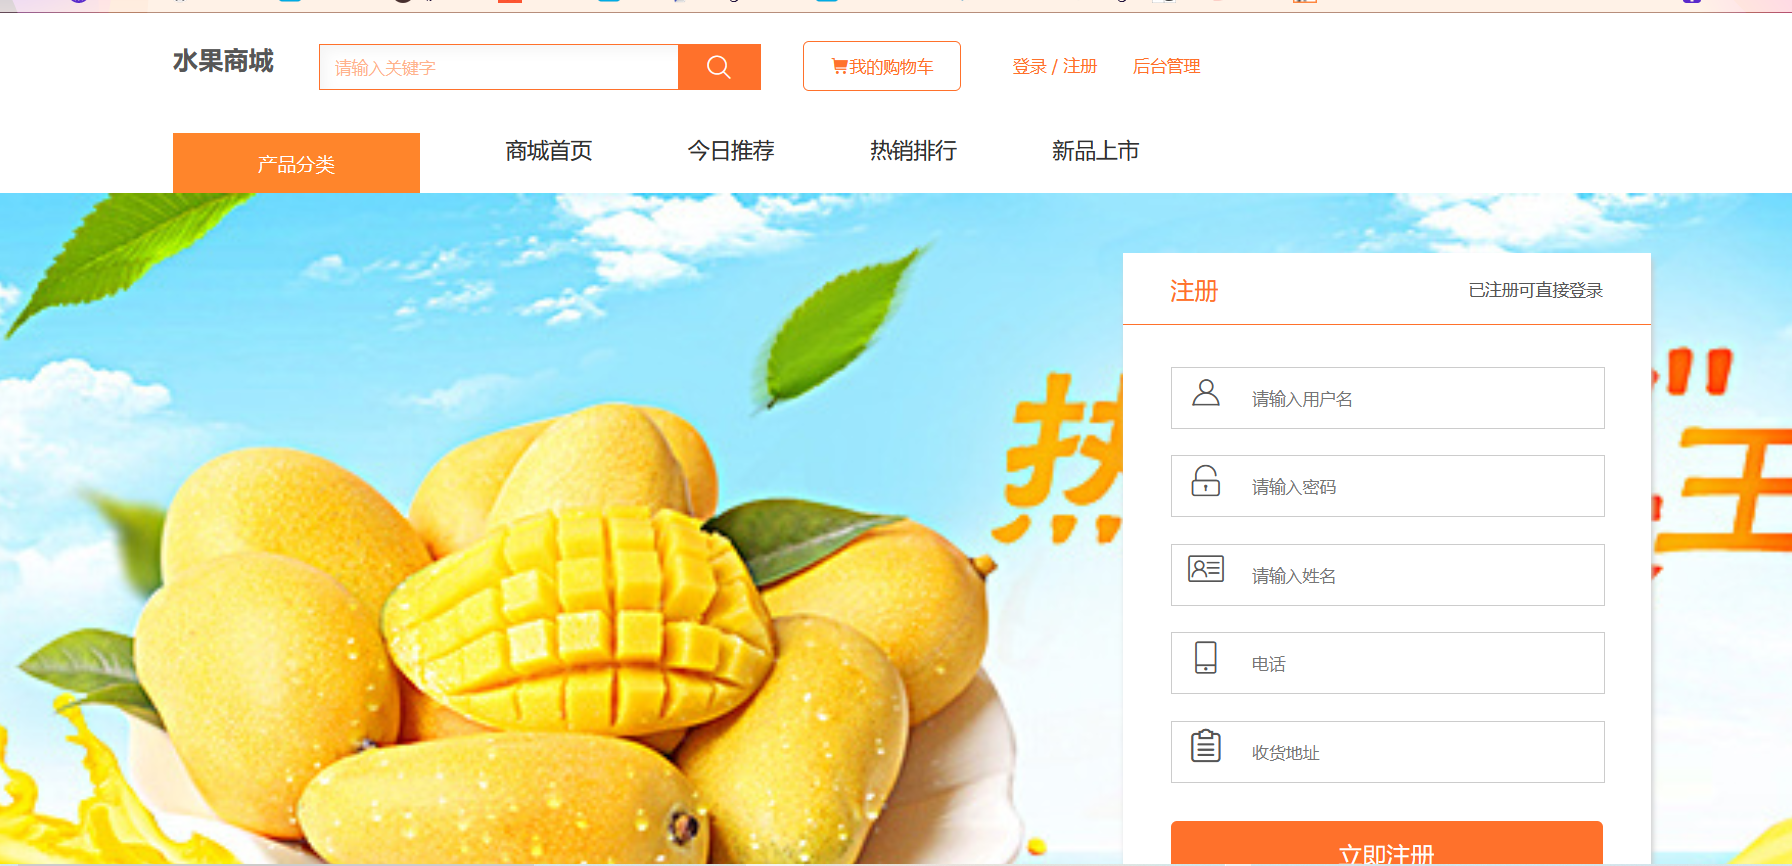 水果商城
请输入关键字
我的购物车
登录 / 注册
后台管理
产品分类
商城首页
今日推荐
热销排行
新品上市
注册
已注册可直接登录
热
王
请输入用户名
请输入密码
请输入姓名
电话
收货地址
立即注册